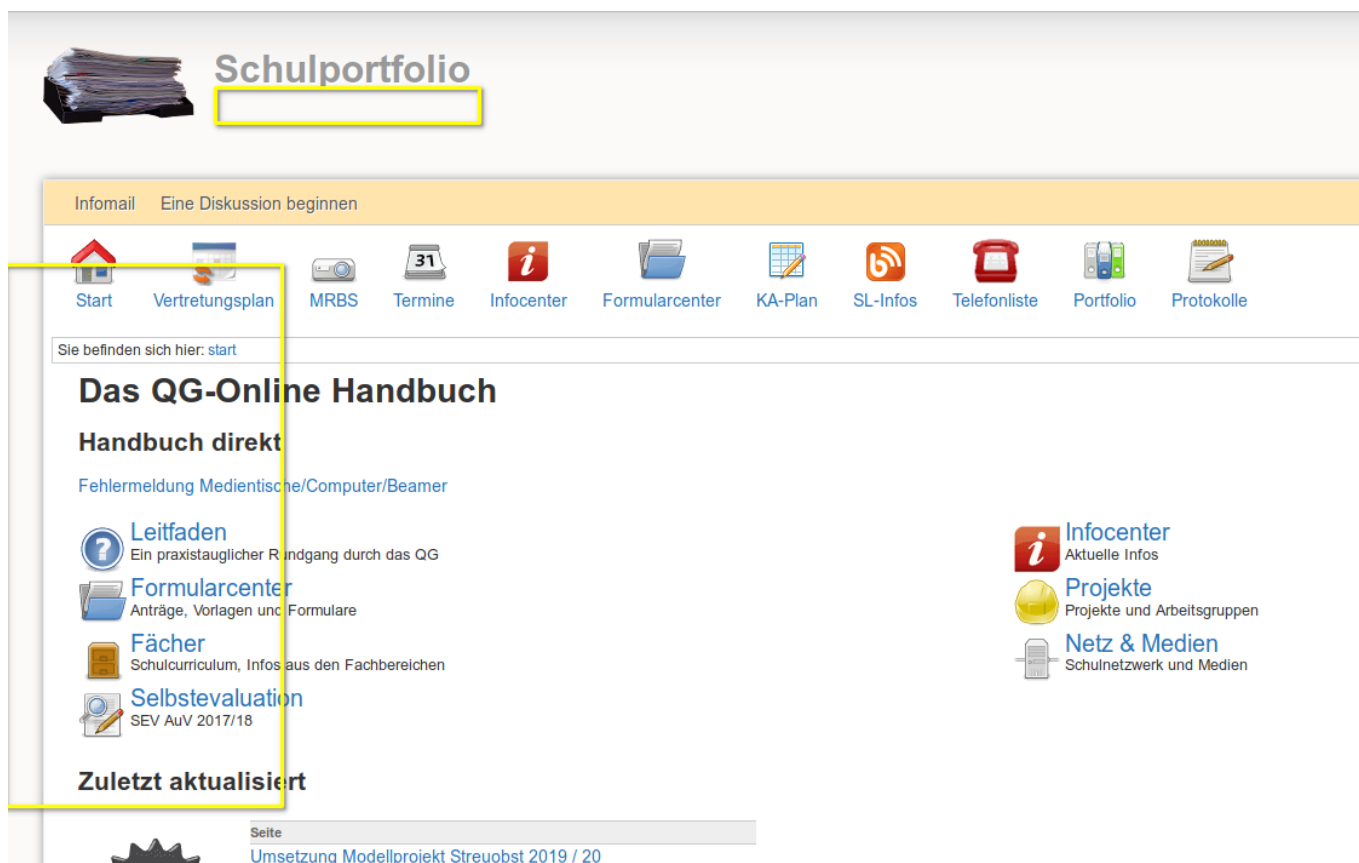 Schulportfolio
Infomail Eine Diskussion beginnen
31
Start Vertretungsplan MRBS Termine Infocenter Formularcenter KA-Plan SL-Infos Telefonliste Portfolio Protokolle
Sie befinden sich hier: start
Das QG-Online Handbuch
Handbuch direkt
Fehlermeldung Medientische/Computer/Beamer
Leitfaden
Ein praxistauglicher Rundgang durch das QG
Formularcenter
Anträge, Vorlagen und Formulare
Fächer
Schulcurriculum, Infos aus den Fachbereichen
Selbstevaluation
SEV AuV 2017/18
Infocenter
Aktuelle Infos
Projekte
Projekte und Arbeitsgruppen
Netz & Medien
Schulnetzwerk und Medien
Zuletzt aktualisiert
Seite
Umsetzung Modellprojekt Streuobst 2019 / 20